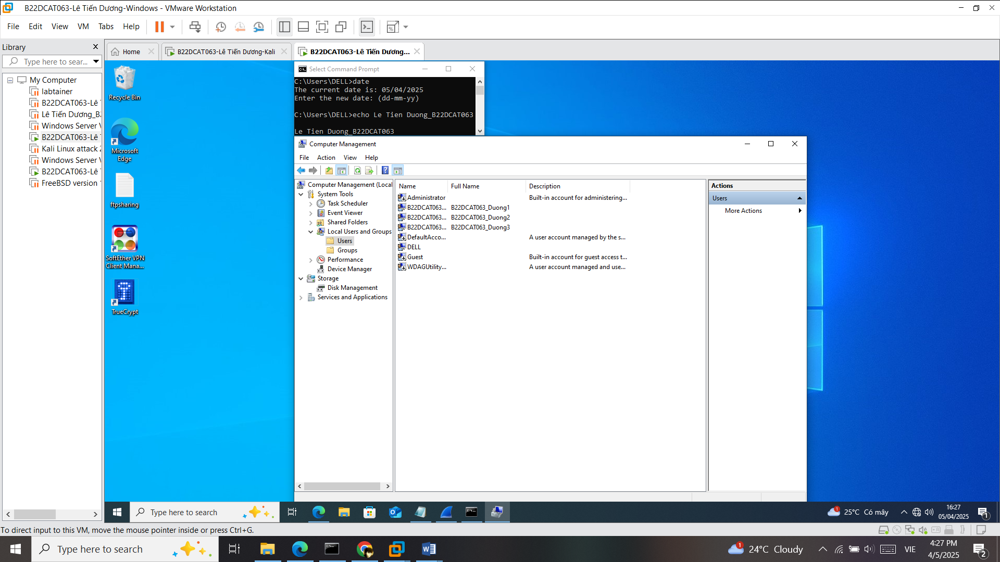 B22DCAT063-Lê Tiến Dương-Windows - VMware Workstation
File Edit View VM Tabs Help
Library
Type here to sear...
My Computer
labtainer
B22DCAT063-Lê
Lê Tiến Dương_B
Windows Server
B22DCAT063-Lê
Kali Linux attack
Windows Server
B22DCAT063-Lê
FreeBSD version
Home
B22DCAT063-Lê Tiến Dương-Kali
B22DCAT063-Lê Tiến Dương...
Recycle Bin
Microsoft
Edge
ftpsharing
SoftEther VPN
Client Mana...
TrueCrypt
Select Command Prompt
C:\Users\DELL>date
The current date is: 05/04/2025
Enter the new date: (dd-mm-yy)
C:\Users\DELL>echo Le Tien Duong_B22DCAT063
Le Tien Duong_B22DCAT063
Computer Management
File Action View Help
Computer Management (Local
System Tools
Task Scheduler
Event Viewer
Shared Folders
Local Users and Groups
Users
Groups
Performance
Device Manager
Storage
Disk Management
Services and Applications
Name Full Name Description
Administrator Built-in account for administering...
B22DCAT063... B22DCAT063_Duong1
B22DCAT063... B22DCAT063_Duong2
B22DCAT063... B22DCAT063_Duong3
DefaultAcco... A user account managed by the s...
DELL
Guest Built-in account for guest access t...
WDAGUtility... A user account managed and use...
Actions
Users
More Actions
Type here to search
1
25°C Có mây
16:27
05/04/2025
1
To direct input to this VM, move the mouse pointer inside or press Ctrl+G.
Type here to search
1
24°C Cloudy
VIE
4:27 PM
4/5/2025
2